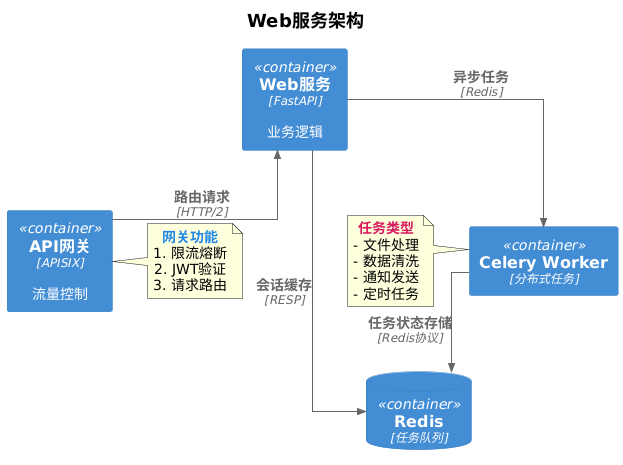 Web服务架构
«container»
Web服务
[FastAPI]
业务逻辑
异步任务
[Redis]
路由请求
[HTTP/2]
«container»
API网关
[APISIX]
流量控制
网关功能
1. 限流熔断
2. JWT验证
3. 请求路由
会话缓存
[RESP]
任务类型
- 文件处理
- 数据清洗
- 通知发送
- 定时任务
«container»
Celery Worker
[分布式任务]
任务状态存储
[Redis协议]
«container»
Redis
[任务队列]